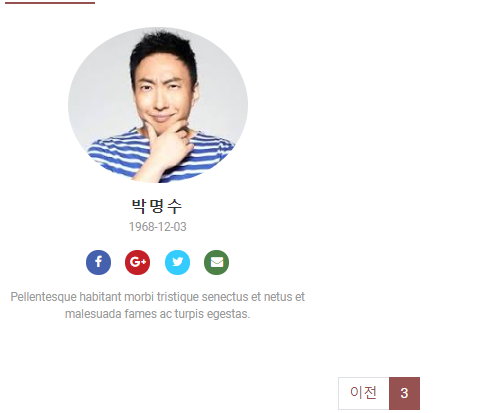 박명수
1968-12-03
f
G+
Pellentesque habitant morbi tristique senectus et netus et
malesuada fames ac turpis egestas.
이전 3